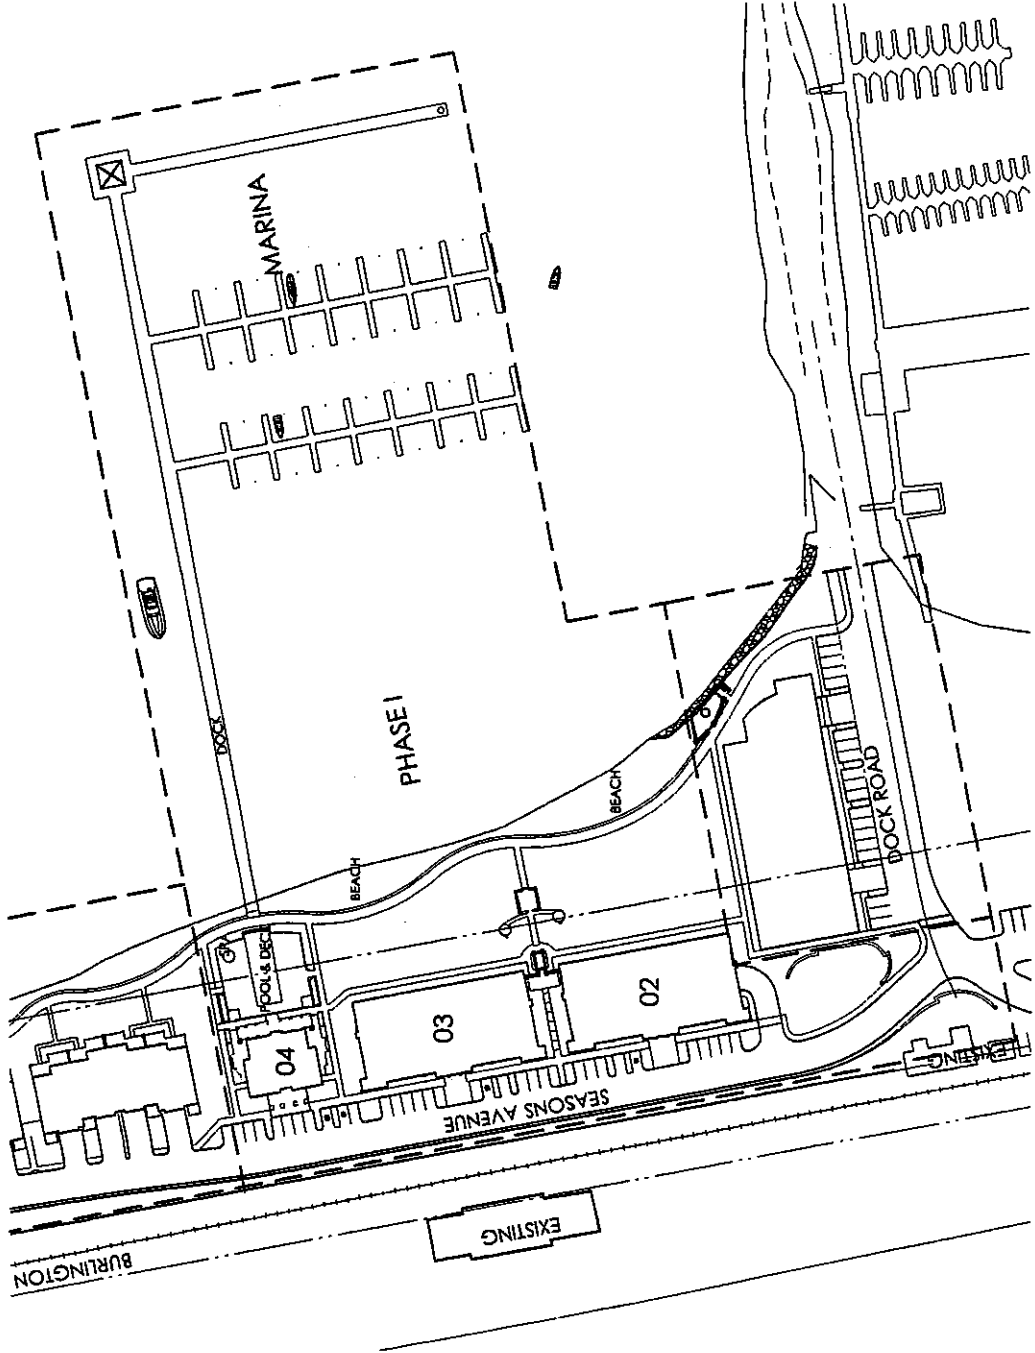 MARINA
DOCK
PHASE I
BEACH
BEACH
DOCK ROAD
POOL & DECK
04
03
02
SEASONS AVENUE
EXISTING
EXISTING
BURLINGTON